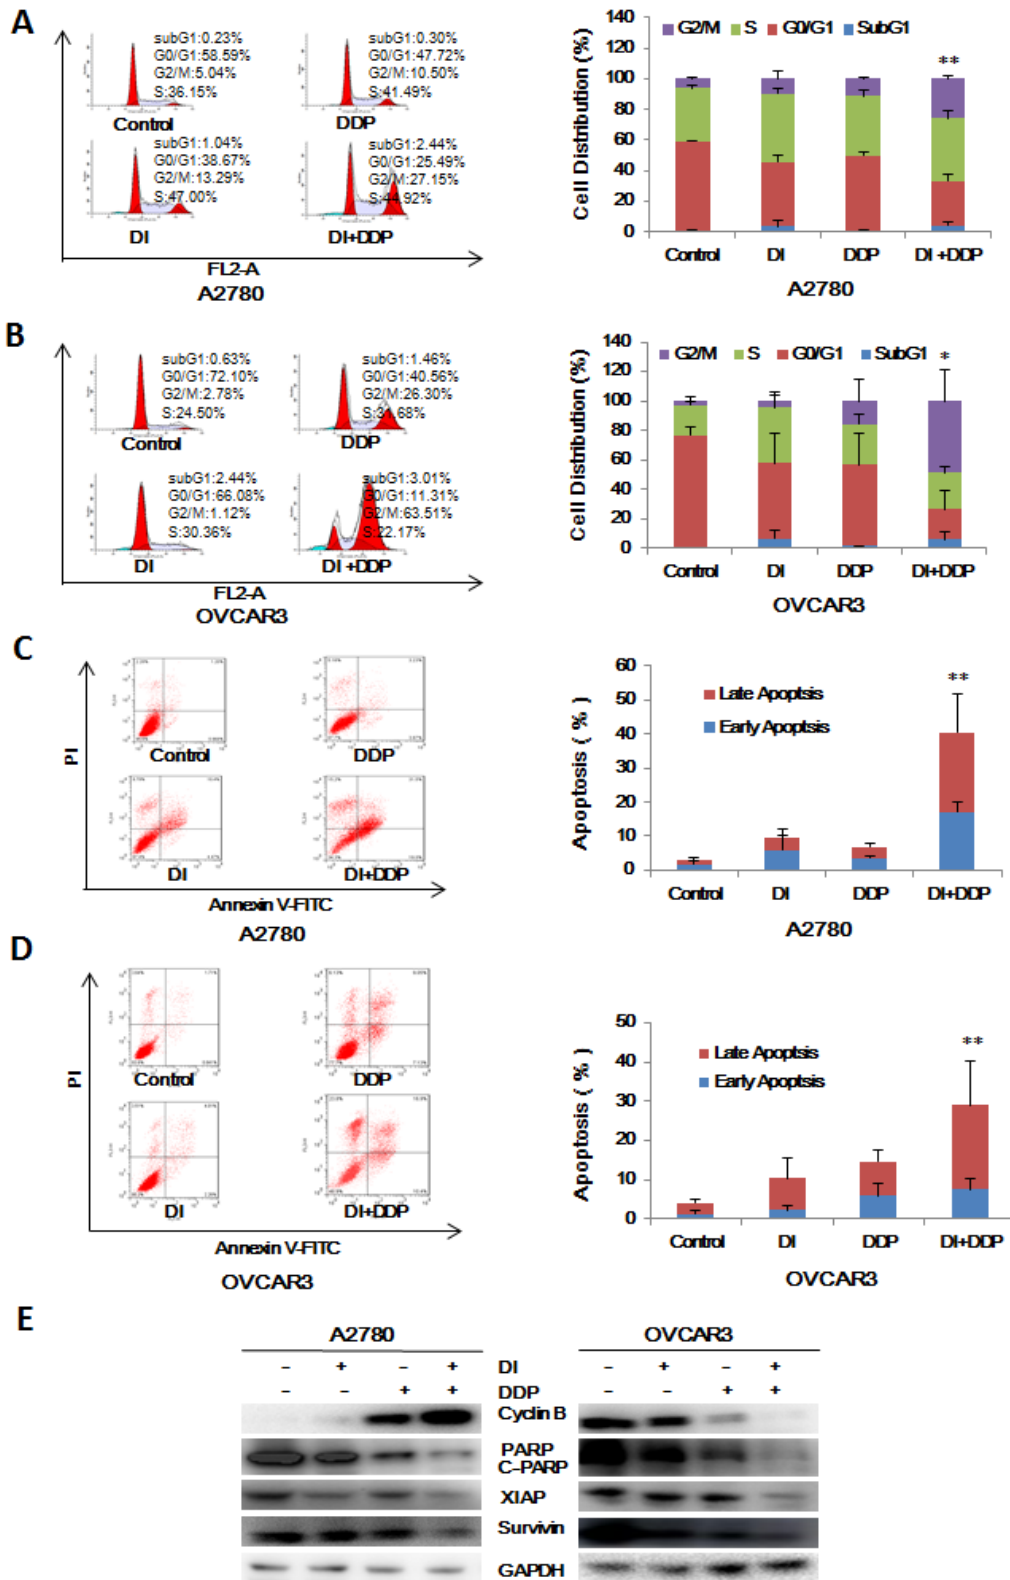 A
subG1:0.23%
G0/G1:58.59%
G2/M:5.04%
S:36.15%
Control
subG1:0.30%
G0/G1:47.72%
G2/M:10.50%
S:41.49%
DDP
subG1:1.04%
G0/G1:38.67%
G2/M:13.29%
S:47.00%
DI
subG1:2.44%
G0/G1:25.49%
G2/M:27.15%
S:44.92%
DI+DDP
FL2-A
A2780
G2/M S G0/G1 SubG1
Cell Distribution (%)
140
120
100
80
60
40
20
0
**
Control DI DDP DI +DDP
A2780
B
subG1:0.63%
G0/G1:72.10%
G2/M:2.78%
S:24.50%
Control
subG1:1.46%
G0/G1:40.56%
G2/M:26.30%
DDP
subG1:2.44%
G0/G1:66.08%
G2/M:1.12%
S:30.36%
DI
subG1:3.01%
G0/G1:11.31%
G2/M:63.51%
S:22.17%
DI +DDP
FL2-A
OVCAR3
G2/M S G0/G1 SubG1
Cell Distribution (%)
140
120
100
80
60
40
20
0
*
Control DI DDP DI+DDP
OVCAR3
C
PI
Control
DDP
DI
DI+DDP
Annexin V-FITC
A2780
Late Apoptsis
Early Apoptsis
Apoptosis ( % )
60
50
40
30
20
10
0
**
Control DI DDP DI+DDP
A2780
D
PI
Control
DDP
DI
DI+DDP
Annexin V-FITC
OVCAR3
Late Apoptsis
Early Apoptsis
Apoptosis ( % )
50
40
30
20
10
0
**
Control DI DDP DI+DDP
OVCAR3
E
A2780 OVCAR3
- + - + DI - + - +
- - + + DDP - - + +
Cyclin B
PARP
C-PARP
XIAP
Survivin
GAPDH